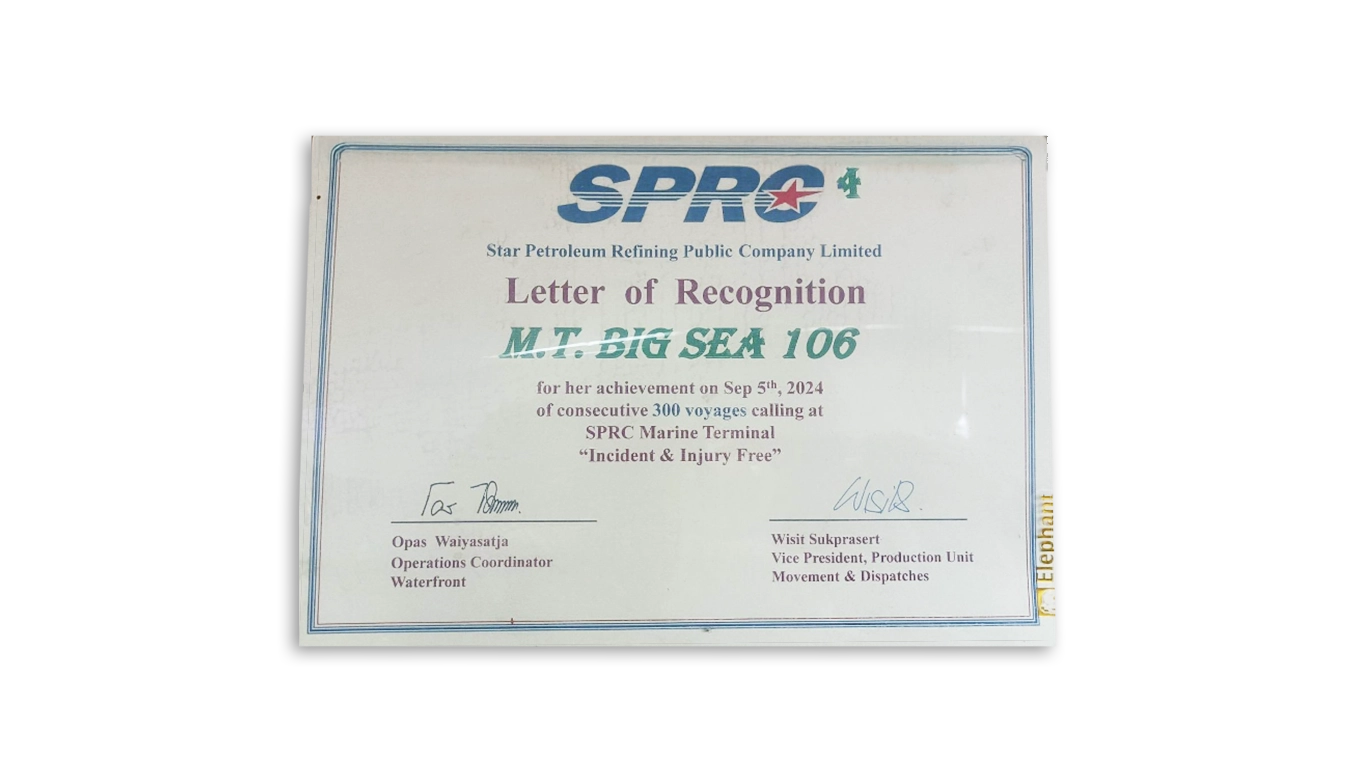 SPRC 4
Star Petroleum Refining Public Company Limited
Letter of Recognition
M.T. BIG SEA 106
for her achievement on Sep 5th, 2024
of consecutive 300 voyages calling at
SPRC Marine Terminal
“Incident & Injury Free”
Wisit
Opas Waiyasatja
Operations Coordinator
Waterfront
Wisit Sukprasert
Vice President, Production Unit
Movement & Dispatches
Elephant